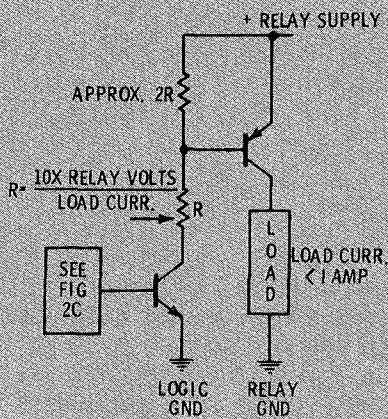 + RELAY SUPPLY
APPROX. 2R
R= 10X RELAY VOLTS
LOAD CURR.
R
LOAD
LOAD CURR.
< 1 AMP
SEE
FIG
2C
LOGIC
GND
RELAY
GND